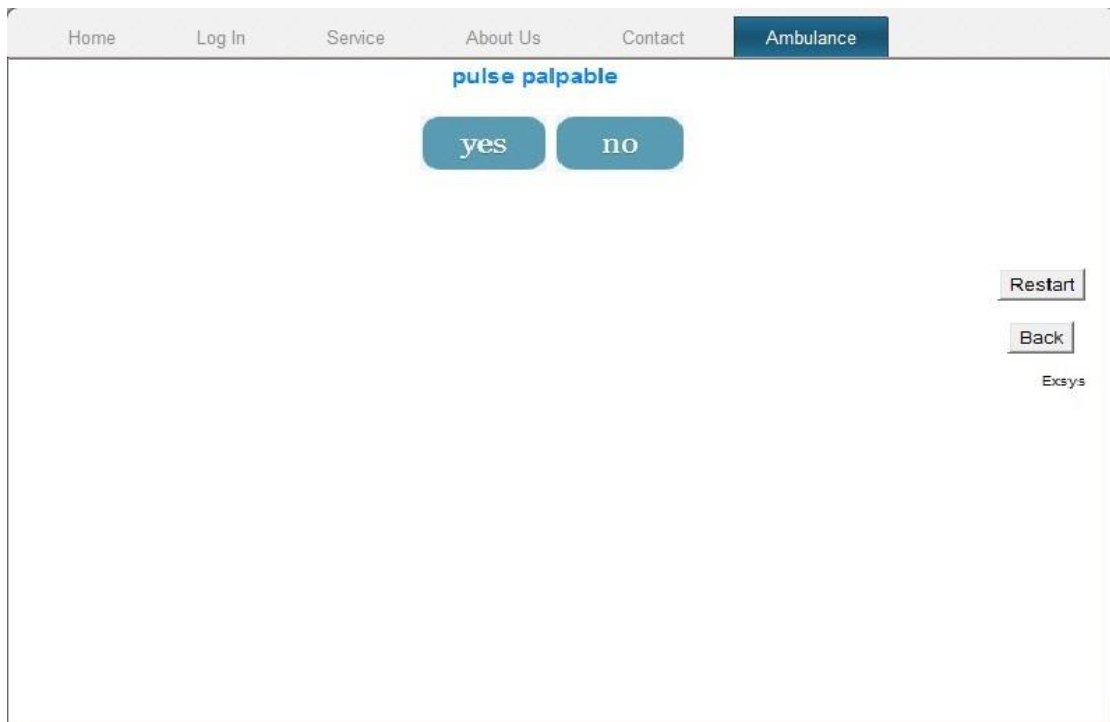 Home Log In Service About Us Contact Ambulance
pulse palpable
yes no
Restart
Back
Exsys